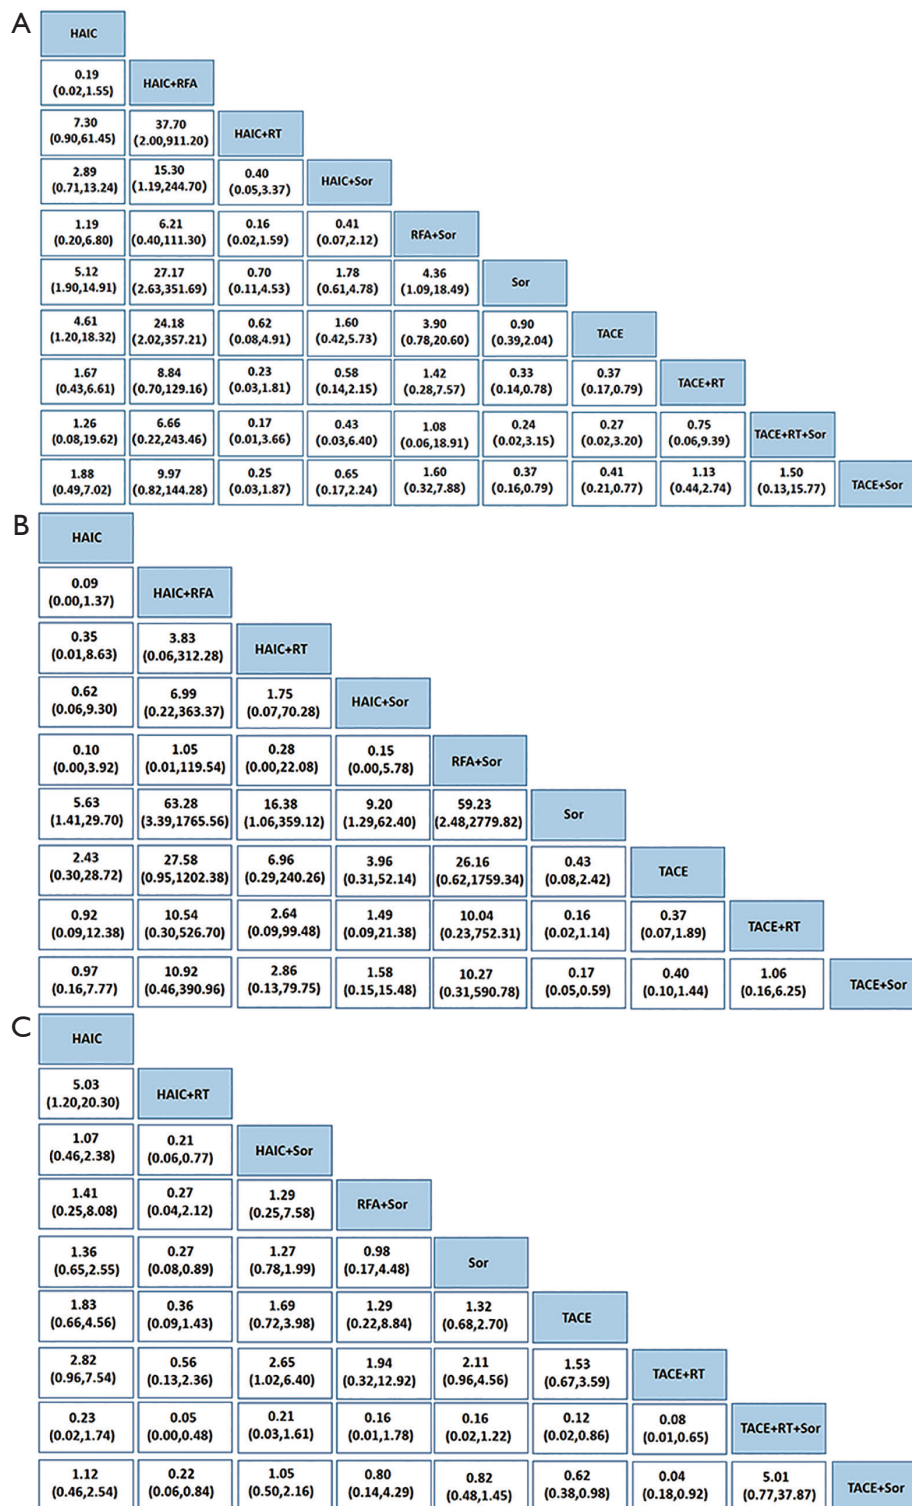 A
HAIC
0.19 HAIC+RFA
(0.02,1.55)
7.30 37.70 HAIC+RT
(0.90,61.45) (2.00,911.20)
2.89 15.30 0.40 HAIC+Sor
(0.71,13.24) (1.19,244.70) (0.05,3.37)
1.19 6.21 0.16 0.41 RFA+Sor
(0.20,6.80) (0.40,111.30) (0.02,1.59) (0.07,2.12)
5.12 27.17 0.70 1.78 4.36 Sor
(1.90,14.91) (2.63,351.69) (0.11,4.53) (0.61,4.78) (1.09,18.49)
4.61 24.18 0.62 1.60 3.90 0.90 TACE
(1.20,18.32) (2.02,357.21) (0.08,4.91) (0.42,5.73) (0.78,20.60) (0.39,2.04)
1.67 8.84 0.23 0.58 1.42 0.33 0.37 TACE+RT
(0.43,6.61) (0.70,129.16) (0.03,1.81) (0.14,2.15) (0.28,7.57) (0.14,0.78) (0.17,0.79)
1.26 6.66 0.17 0.43 1.08 0.24 0.27 0.75 TACE+RT+Sor
(0.08,19.62) (0.22,243.46) (0.01,3.66) (0.03,6.40) (0.06,18.91) (0.02,3.15) (0.02,3.20) (0.06,9.39)
1.88 9.97 0.25 0.65 1.60 0.37 0.41 1.13 1.50 TACE+Sor
(0.49,7.02) (0.82,144.28) (0.03,1.87) (0.17,2.24) (0.32,7.88) (0.16,0.79) (0.21,0.77) (0.44,2.74) (0.13,15.77)
B
HAIC
0.09 HAIC+RFA
(0.00,1.37)
0.35 3.83 HAIC+RT
(0.01,8.63) (0.06,312.28)
0.62 6.99 1.75 HAIC+Sor
(0.06,9.30) (0.22,363.37) (0.07,70.28)
0.10 1.05 0.28 0.15 RFA+Sor
(0.00,3.92) (0.01,119.54) (0.00,22.08) (0.00,5.78)
5.63 63.28 16.38 9.20 59.23 Sor
(1.41,29.70) (3.39,1765.56) (1.06,359.12) (1.29,62.40) (2.48,2779.82)
2.43 27.58 6.96 3.96 26.16 0.43 TACE
(0.30,28.72) (0.95,1202.38) (0.29,240.26) (0.31,52.14) (0.62,1759.34) (0.08,2.42)
0.92 10.54 2.64 1.49 10.04 0.16 0.37 TACE+RT
(0.09,12.38) (0.30,526.70) (0.09,99.48) (0.09,21.38) (0.23,752.31) (0.02,1.14) (0.07,1.89)
0.97 10.92 2.86 1.58 10.27 0.17 0.40 1.06 TACE+Sor
(0.16,7.77) (0.46,390.96) (0.13,79.75) (0.15,15.48) (0.31,590.78) (0.05,0.59) (0.10,1.44) (0.16,6.25)
C
HAIC
5.03 HAIC+RT
(1.20,20.30)
1.07 0.21 HAIC+Sor
(0.46,2.38) (0.06,0.77)
1.41 0.27 1.29 RFA+Sor
(0.25,8.08) (0.04,2.12) (0.25,7.58)
1.36 0.27 1.27 0.98 Sor
(0.65,2.55) (0.08,0.89) (0.78,1.99) (0.17,4.48)
1.83 0.36 1.69 1.29 1.32 TACE
(0.66,4.56) (0.09,1.43) (0.72,3.98) (0.22,8.84) (0.68,2.70)
2.82 0.56 2.65 1.94 2.11 1.53 TACE+RT
(0.96,7.54) (0.13,2.36) (1.02,6.40) (0.32,12.92) (0.96,4.56) (0.67,3.59)
0.23 0.05 0.21 0.16 0.16 0.12 0.08 TACE+RT+Sor
(0.02,1.74) (0.00,0.48) (0.03,1.61) (0.01,1.78) (0.02,1.22) (0.02,0.86) (0.01,0.65)
1.12 0.22 1.05 0.80 0.82 0.62 0.04 5.01 TACE+Sor
(0.46,2.54) (0.06,0.84) (0.50,2.16) (0.14,4.29) (0.48,1.45) (0.38,0.98) (0.18,0.92) (0.77,37.87)